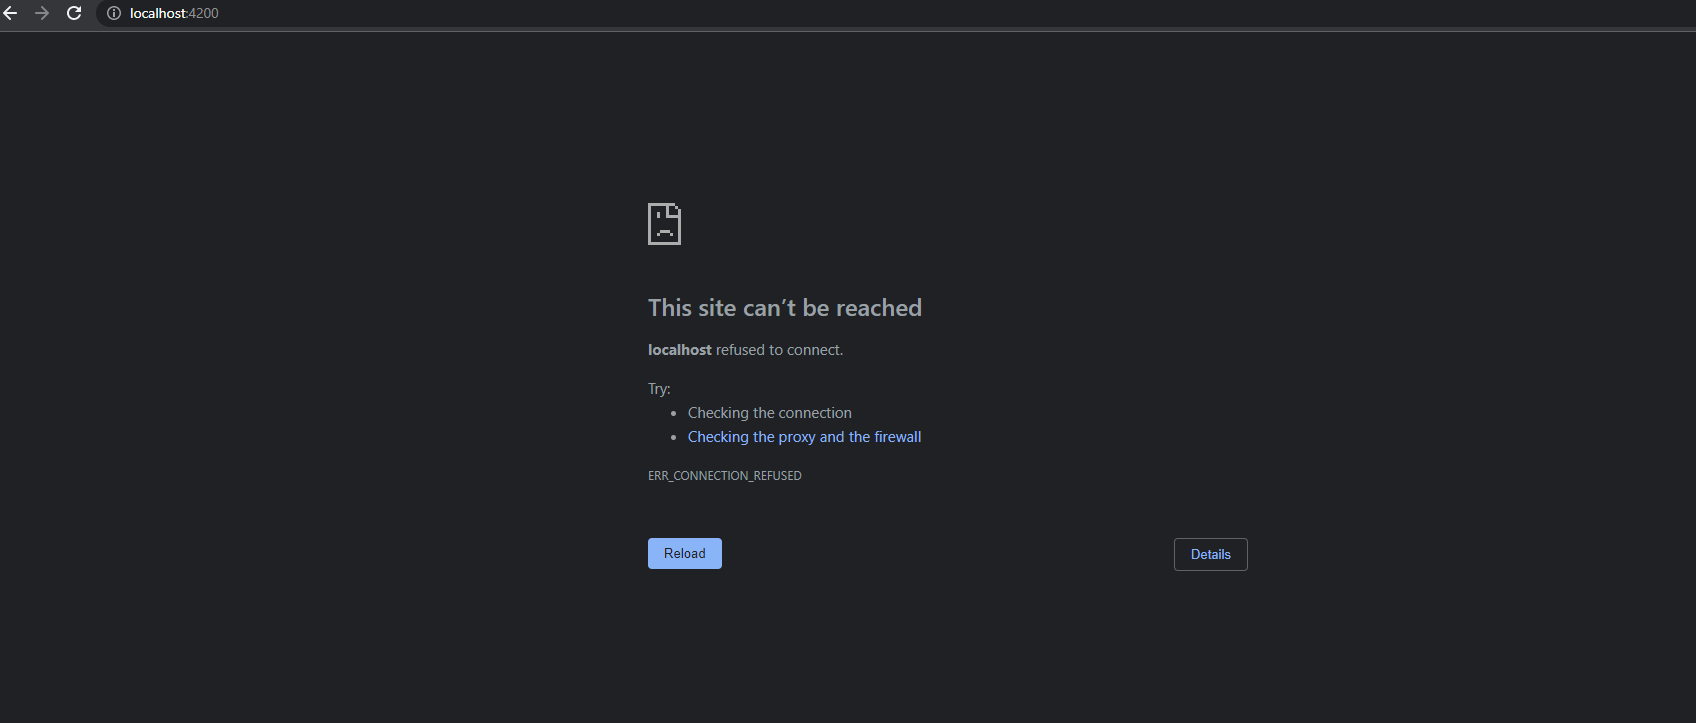 localhost:4200
This site can’t be reached
localhost refused to connect.
Try:
• Checking the connection
• Checking the proxy and the firewall
ERR_CONNECTION_REFUSED
Reload
Details